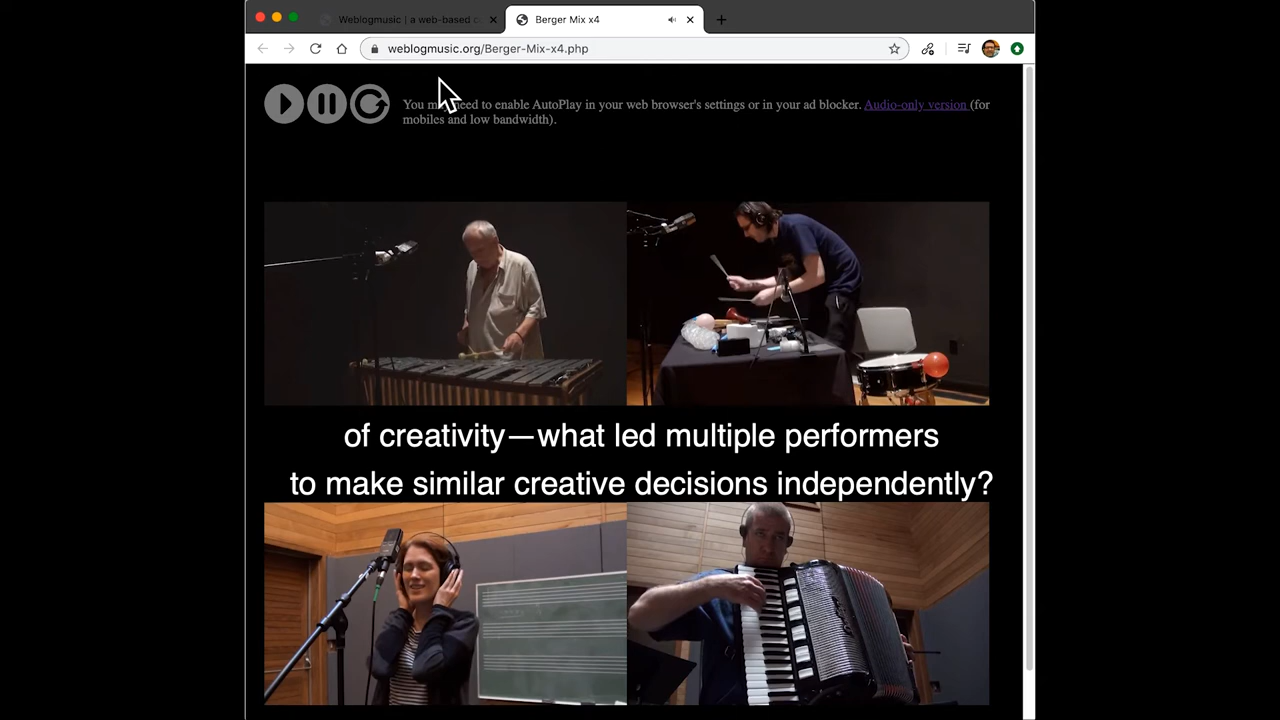 Weblogmusic | a web-based
Berger Mix x4
weblogmusic.org/Berger-Mix-x4.php
You may need to enable AutoPlay in your web browser's settings or in your ad blocker. Audio-only version (for
mobiles and low bandwidth).
of creativity—what led multiple performers
to make similar creative decisions independently?